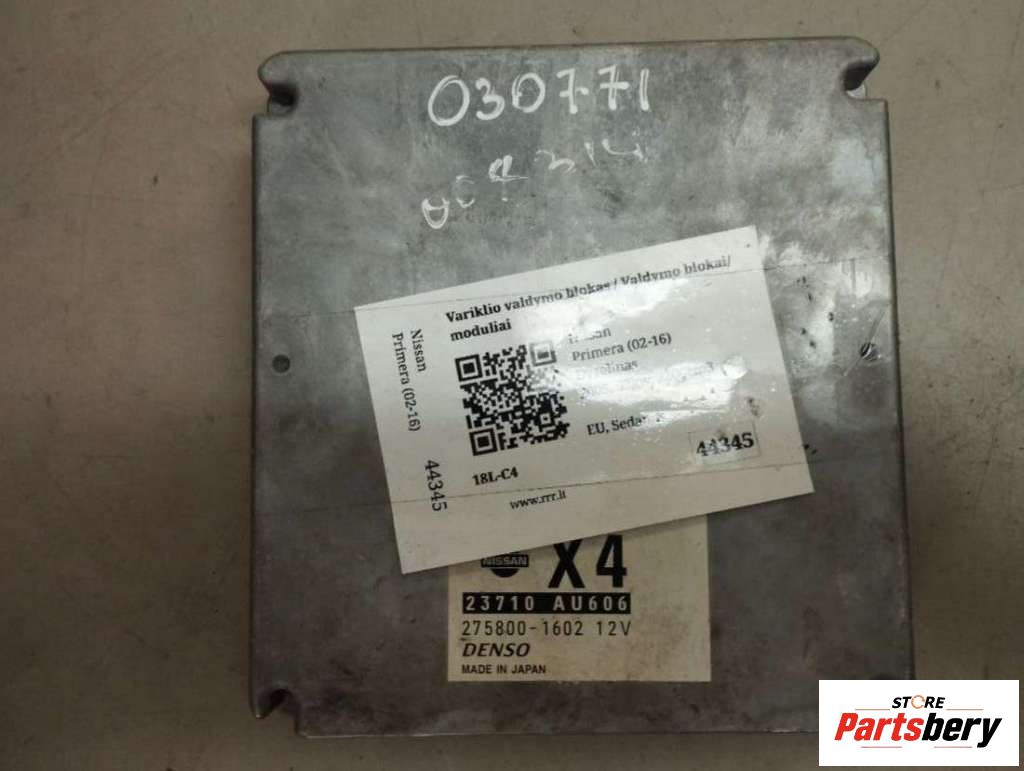 030771
Variklio valdymo blokas / Valdymo blokai/
moduliai
Nissan
Primera (02-16)
44345
Nissan
Primera (02-16)
EU, Sedan
44345
18L-C4
www.rrr.lt
NISSAN
X4
23710 AU606
275800-1602 12V
DENSO
MADE IN JAPAN
STORE
Partsbery